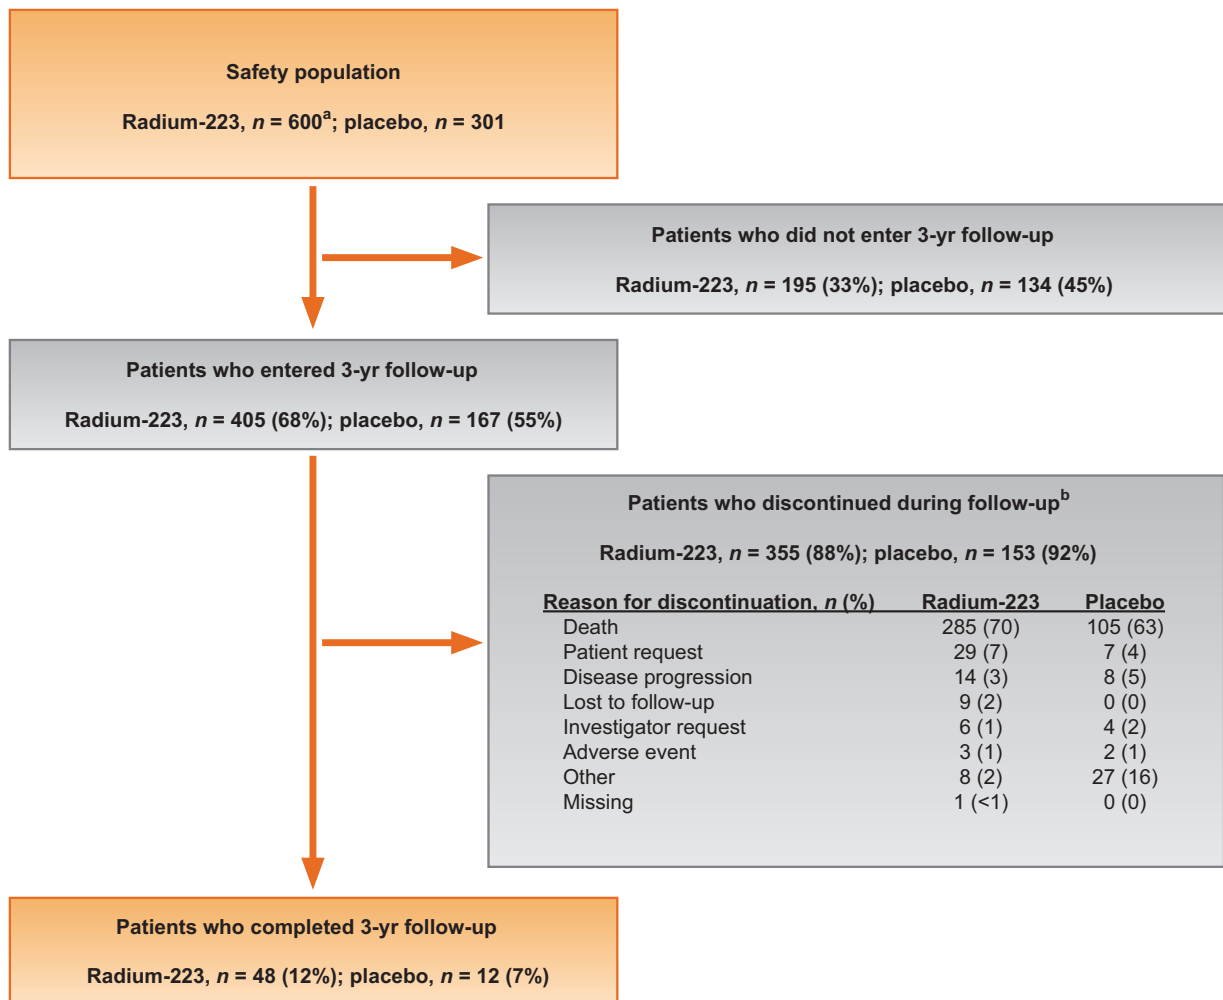 Safety population
Radium-223, n = 600a; placebo, n = 301
Patients who did not enter 3-yr follow-up
Radium-223, n = 195 (33%); placebo, n = 134 (45%)
Patients who entered 3-yr follow-up
Radium-223, n = 405 (68%); placebo, n = 167 (55%)
Patients who discontinued during follow-upb
Radium-223, n = 355 (88%); placebo, n = 153 (92%)
Reason for discontinuation, n (%) Radium-223 Placebo
Death 285 (70) 105 (63)
Patient request 29 (7) 7 (4)
Disease progression 14 (3) 8 (5)
Lost to follow-up 9 (2) 0 (0)
Investigator request 6 (1) 4 (2)
Adverse event 3 (1) 2 (1)
Other 8 (2) 27 (16)
Missing 1 (<1) 0 (0)
Patients who completed 3-yr follow-up
Radium-223, n = 48 (12%); placebo, n = 12 (7%)